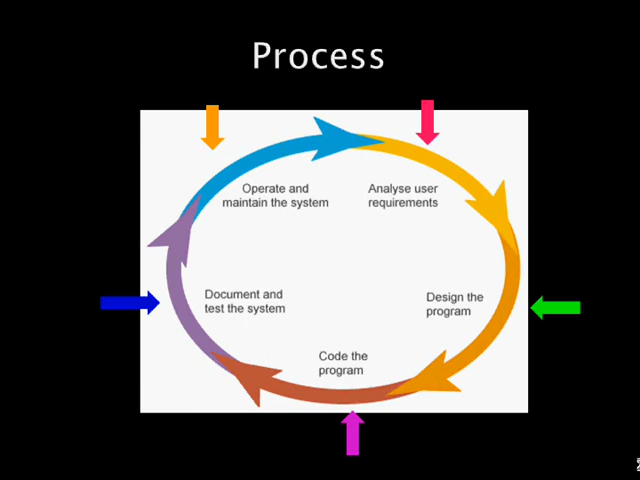 Process
Operate and
maintain the system
Analyse user
requirements
Document and
test the system
Design the
program
Code the
program